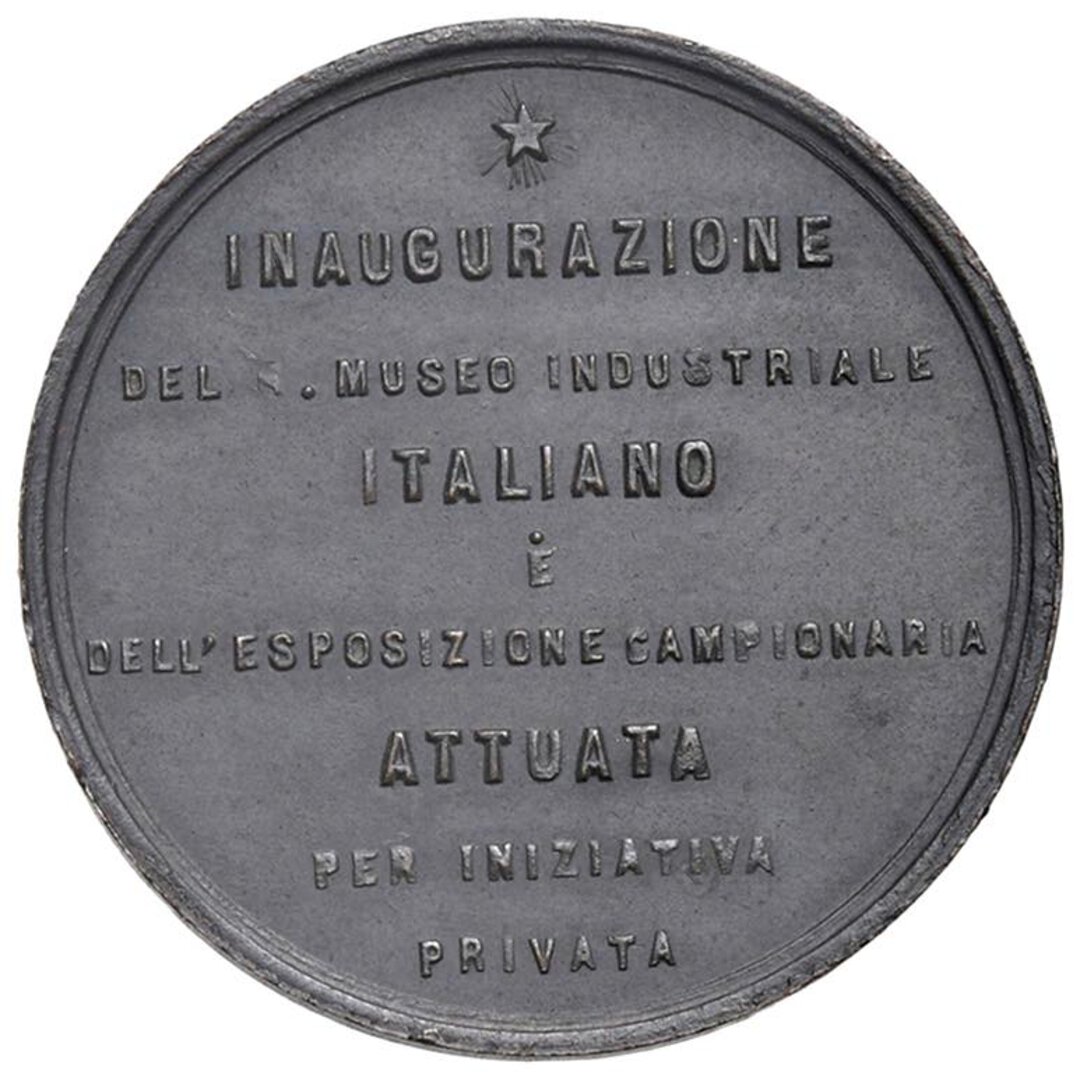 INAUGURAZIONE
DEL R. MUSEO INDUSTRIALE
ITALIANO
Ė
DELL'ESPOSIZIONE CAMPIONARIA
ATTUATA
PER INIZIATIVA
PRIVATA